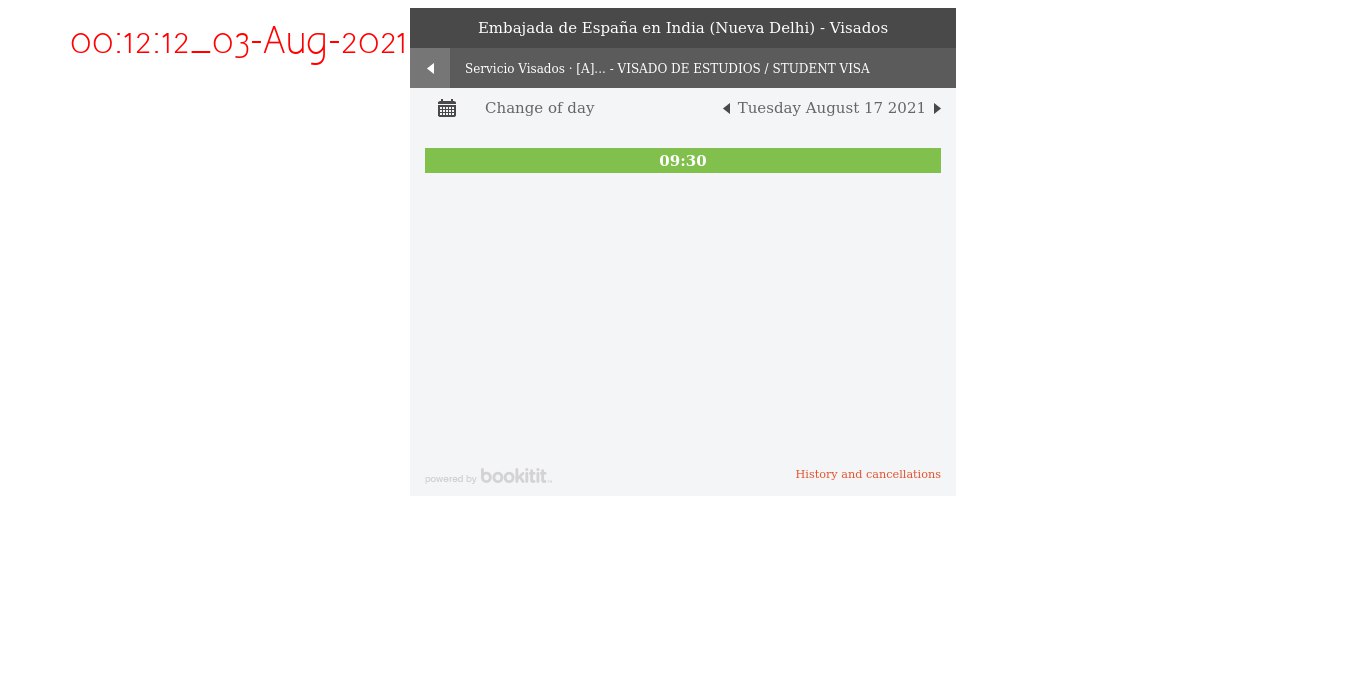 00:12:12_03-Aug-2021
Embajada de España en India (Nueva Delhi) - Visados
Servicio Visados · [A]... - VISADO DE ESTUDIOS / STUDENT VISA
Change of day
Tuesday August 17 2021
09:30
powered by bookitit
History and cancellations